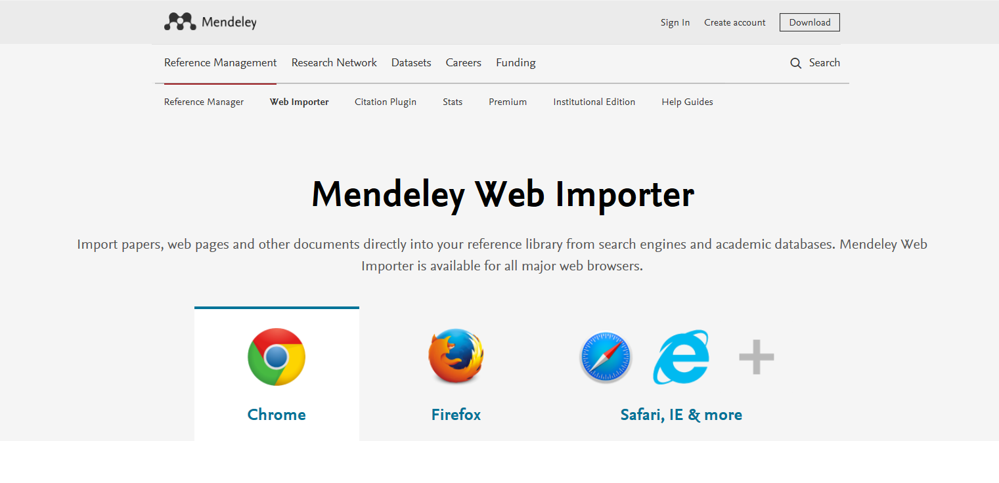 Mendeley
Sign In Create account Download
Reference Management Research Network Datasets Careers Funding Search
Reference Manager Web Importer Citation Plugin Stats Premium Institutional Edition Help Guides
Mendeley Web Importer
Import papers, web pages and other documents directly into your reference library from search engines and academic databases. Mendeley Web
Importer is available for all major web browsers.
Chrome
Firefox
Safari, IE & more